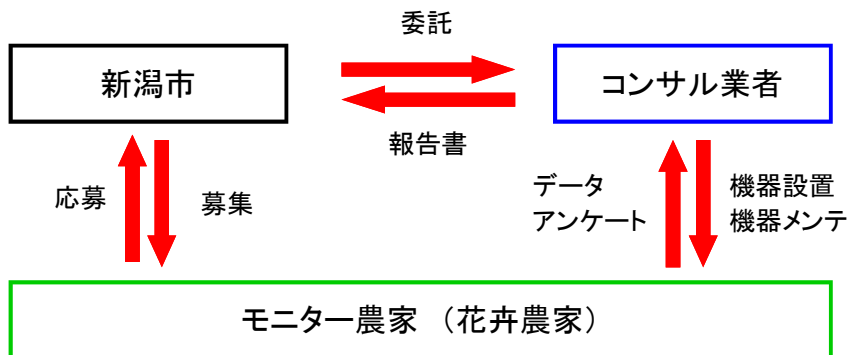 委託
新潟市
コンサル業者
報告書
応募
募集
データ
アンケート
機器設置
機器メンテ
モニター農家 （花卉農家）